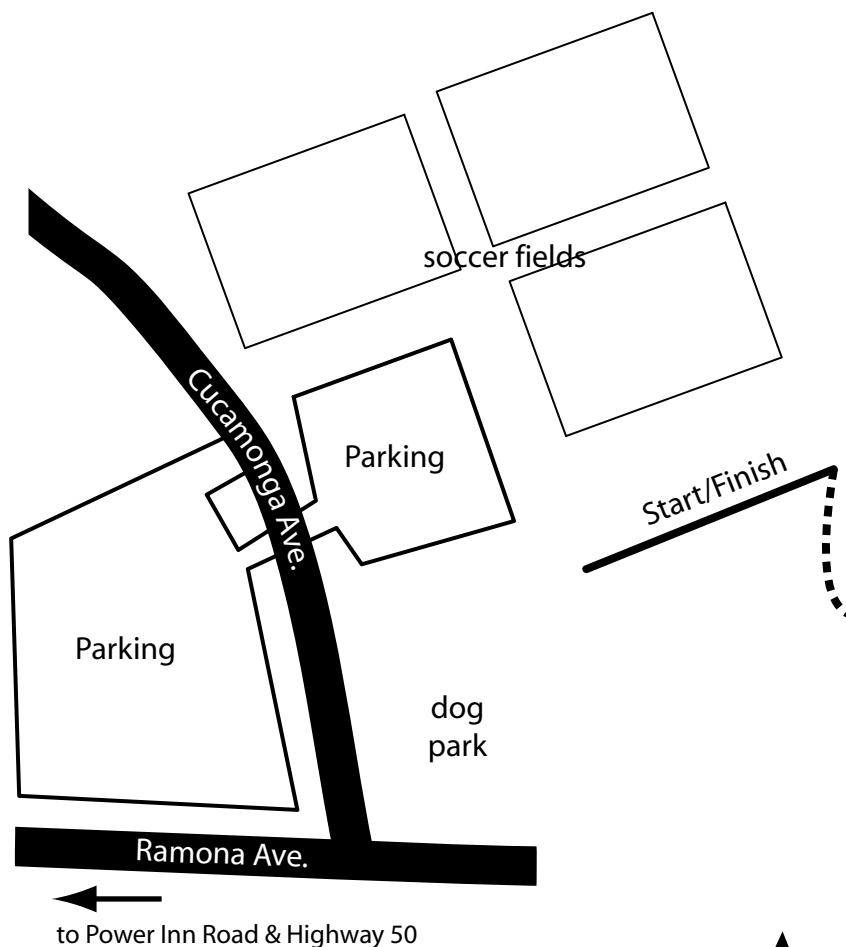 soccer fields
Cucamonga Ave.
Parking
Start/Finish
Parking
dog
park
Ramona Ave.
to Power Inn Road & Highway 50